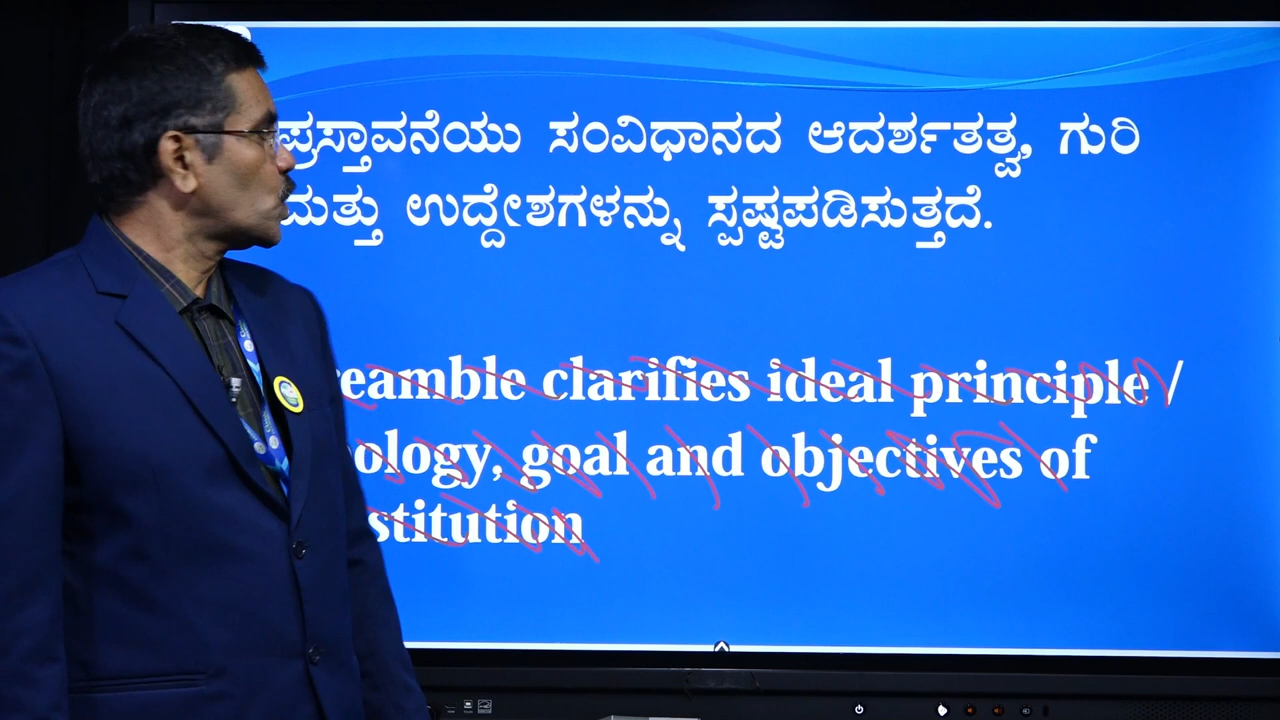 ಪ್ರಸ್ತಾವನೆಯು ಸಂವಿಧಾನದ ಆದರ್ಶತತ್ವ, ಗುರಿ
ಮತ್ತು ಉದ್ದೇಶಗಳನ್ನು ಸ್ಪಷ್ಟಪಡಿಸುತ್ತದೆ.
reamble clarifies ideal principle /
ology, goal and objectives of
stitution